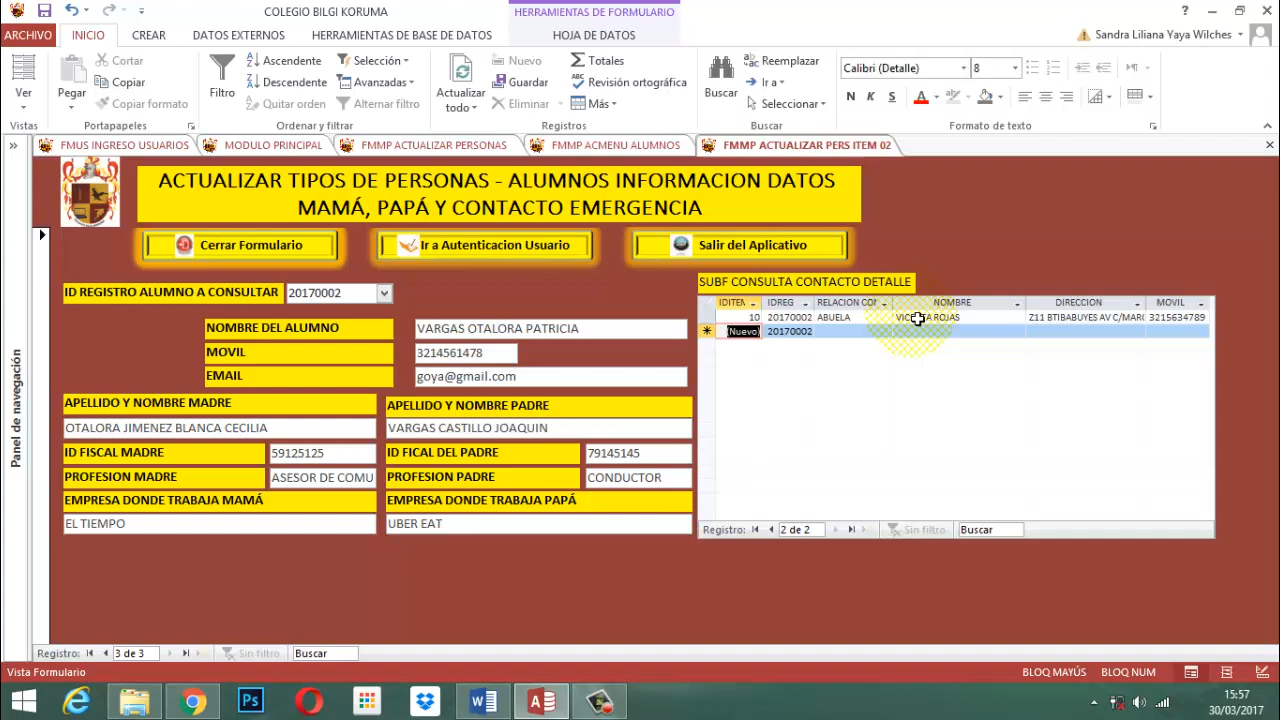 COLEGIO BILGI KORUMA
HERRAMIENTAS DE FORMULARIO
ARCHIVO INICIO CREAR DATOS EXTERNOS HERRAMIENTAS DE BASE DE DATOS HOJA DE DATOS
Sandra Liliana Yaya Wilches
Ver
Vistas
Pegar
Cortar
Copiar
Copiar formato
Portapapeles
Filtro
Ascendente
Descendente
Quitar orden
Selección
Avanzadas
Alternar filtro
Ordenar y filtrar
Actualizar
todo
Nuevo
Guardar
Eliminar
Totales
Revisión ortográfica
Más
Registros
Buscar
Reemplazar
Ir a
Seleccionar
Buscar
Calibri (Detalle) 8
N K S A
Formato de texto
FMUS INGRESO USUARIOS MODULO PRINCIPAL FMMP ACTUALIZAR PERSONAS FMMP ACMENU ALUMNOS FMMP ACTUALIZAR PERS ITEM 02
Panel de navegación
ACTUALIZAR TIPOS DE PERSONAS - ALUMNOS INFORMACION DATOS
MAMÁ, PAPÁ Y CONTACTO EMERGENCIA
Cerrar Formulario Ir a Autenticacion Usuario Salir del Aplicativo
ID REGISTRO ALUMNO A CONSULTAR 20170002
NOMBRE DEL ALUMNO VARGAS OTALORA PATRICIA
MOVIL 3214561478
EMAIL goya@gmail.com
APELLIDO Y NOMBRE MADRE APELLIDO Y NOMBRE PADRE
OTALORA JIMENEZ BLANCA CECILIA VARGAS CASTILLO JOAQUIN
ID FISCAL MADRE 59125125 ID FICAL DEL PADRE 79145145
PROFESION MADRE ASESOR DE COMU PROFESION PADRE CONDUCTOR
EMPRESA DONDE TRABAJA MAMÁ EMPRESA DONDE TRABAJA PAPÁ
EL TIEMPO UBER EAT
SUBF CONSULTA CONTACTO DETALLE
IDITEM IDREG RELACION CON NOMBRE DIRECCION MOVIL
10 20170002 ABUELA ROJAS Z11 BTIBABUYES AV C/MARC 3215634789
(Nuevo) 20170002
Registro: 2 de 2 Sin filtro Buscar
Registro: 3 de 3 Sin filtro Buscar
Vista Formulario BLOQ MAYÚS BLOQ NUM
15:57
30/03/2017